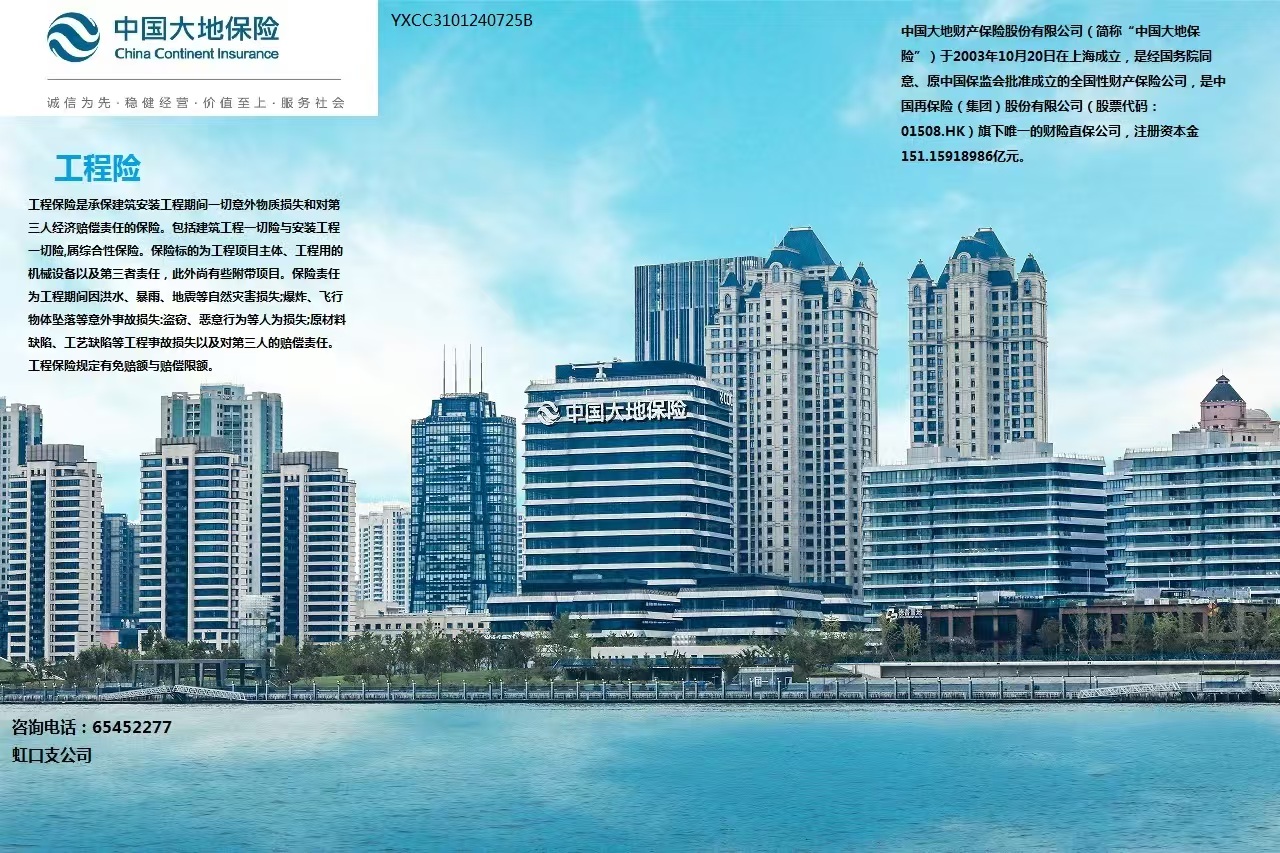 中国大地保险
China Continent Insurance
诚信为先·稳健经营·价值至上·服务社会
YXCC3101240725B
中国大地财产保险股份有限公司（简称“中国大地保
险”）于2003年10月20日在上海成立，是经国务院同
意、原中国保监会批准成立的全国性财产保险公司，是中
国再保险（集团）股份有限公司（股票代码：
01508.HK）旗下唯一的财险直保公司，注册资本金
151.15918986亿元。
工程险
工程保险是承保建筑安装工程期间一切意外物质损失和对第
三人经济赔偿责任的保险。包括建筑工程一切险与安装工程
一切险,属综合性保险。保险标的为工程项目主体、工程用的
机械设备以及第三者责任，此外尚有些附带项目。保险责任
为工程期间因洪水、暴雨、地震等自然灾害损失;爆炸、飞行
物体坠落等意外事故损失;盗窃、恶意行为等人为损失;原材料
缺陷、工艺缺陷等工程事故损失以及对第三人的赔偿责任。
工程保险规定有免赔额与赔偿限额。
中国大地保险
咨询电话：65452277
虹口支公司